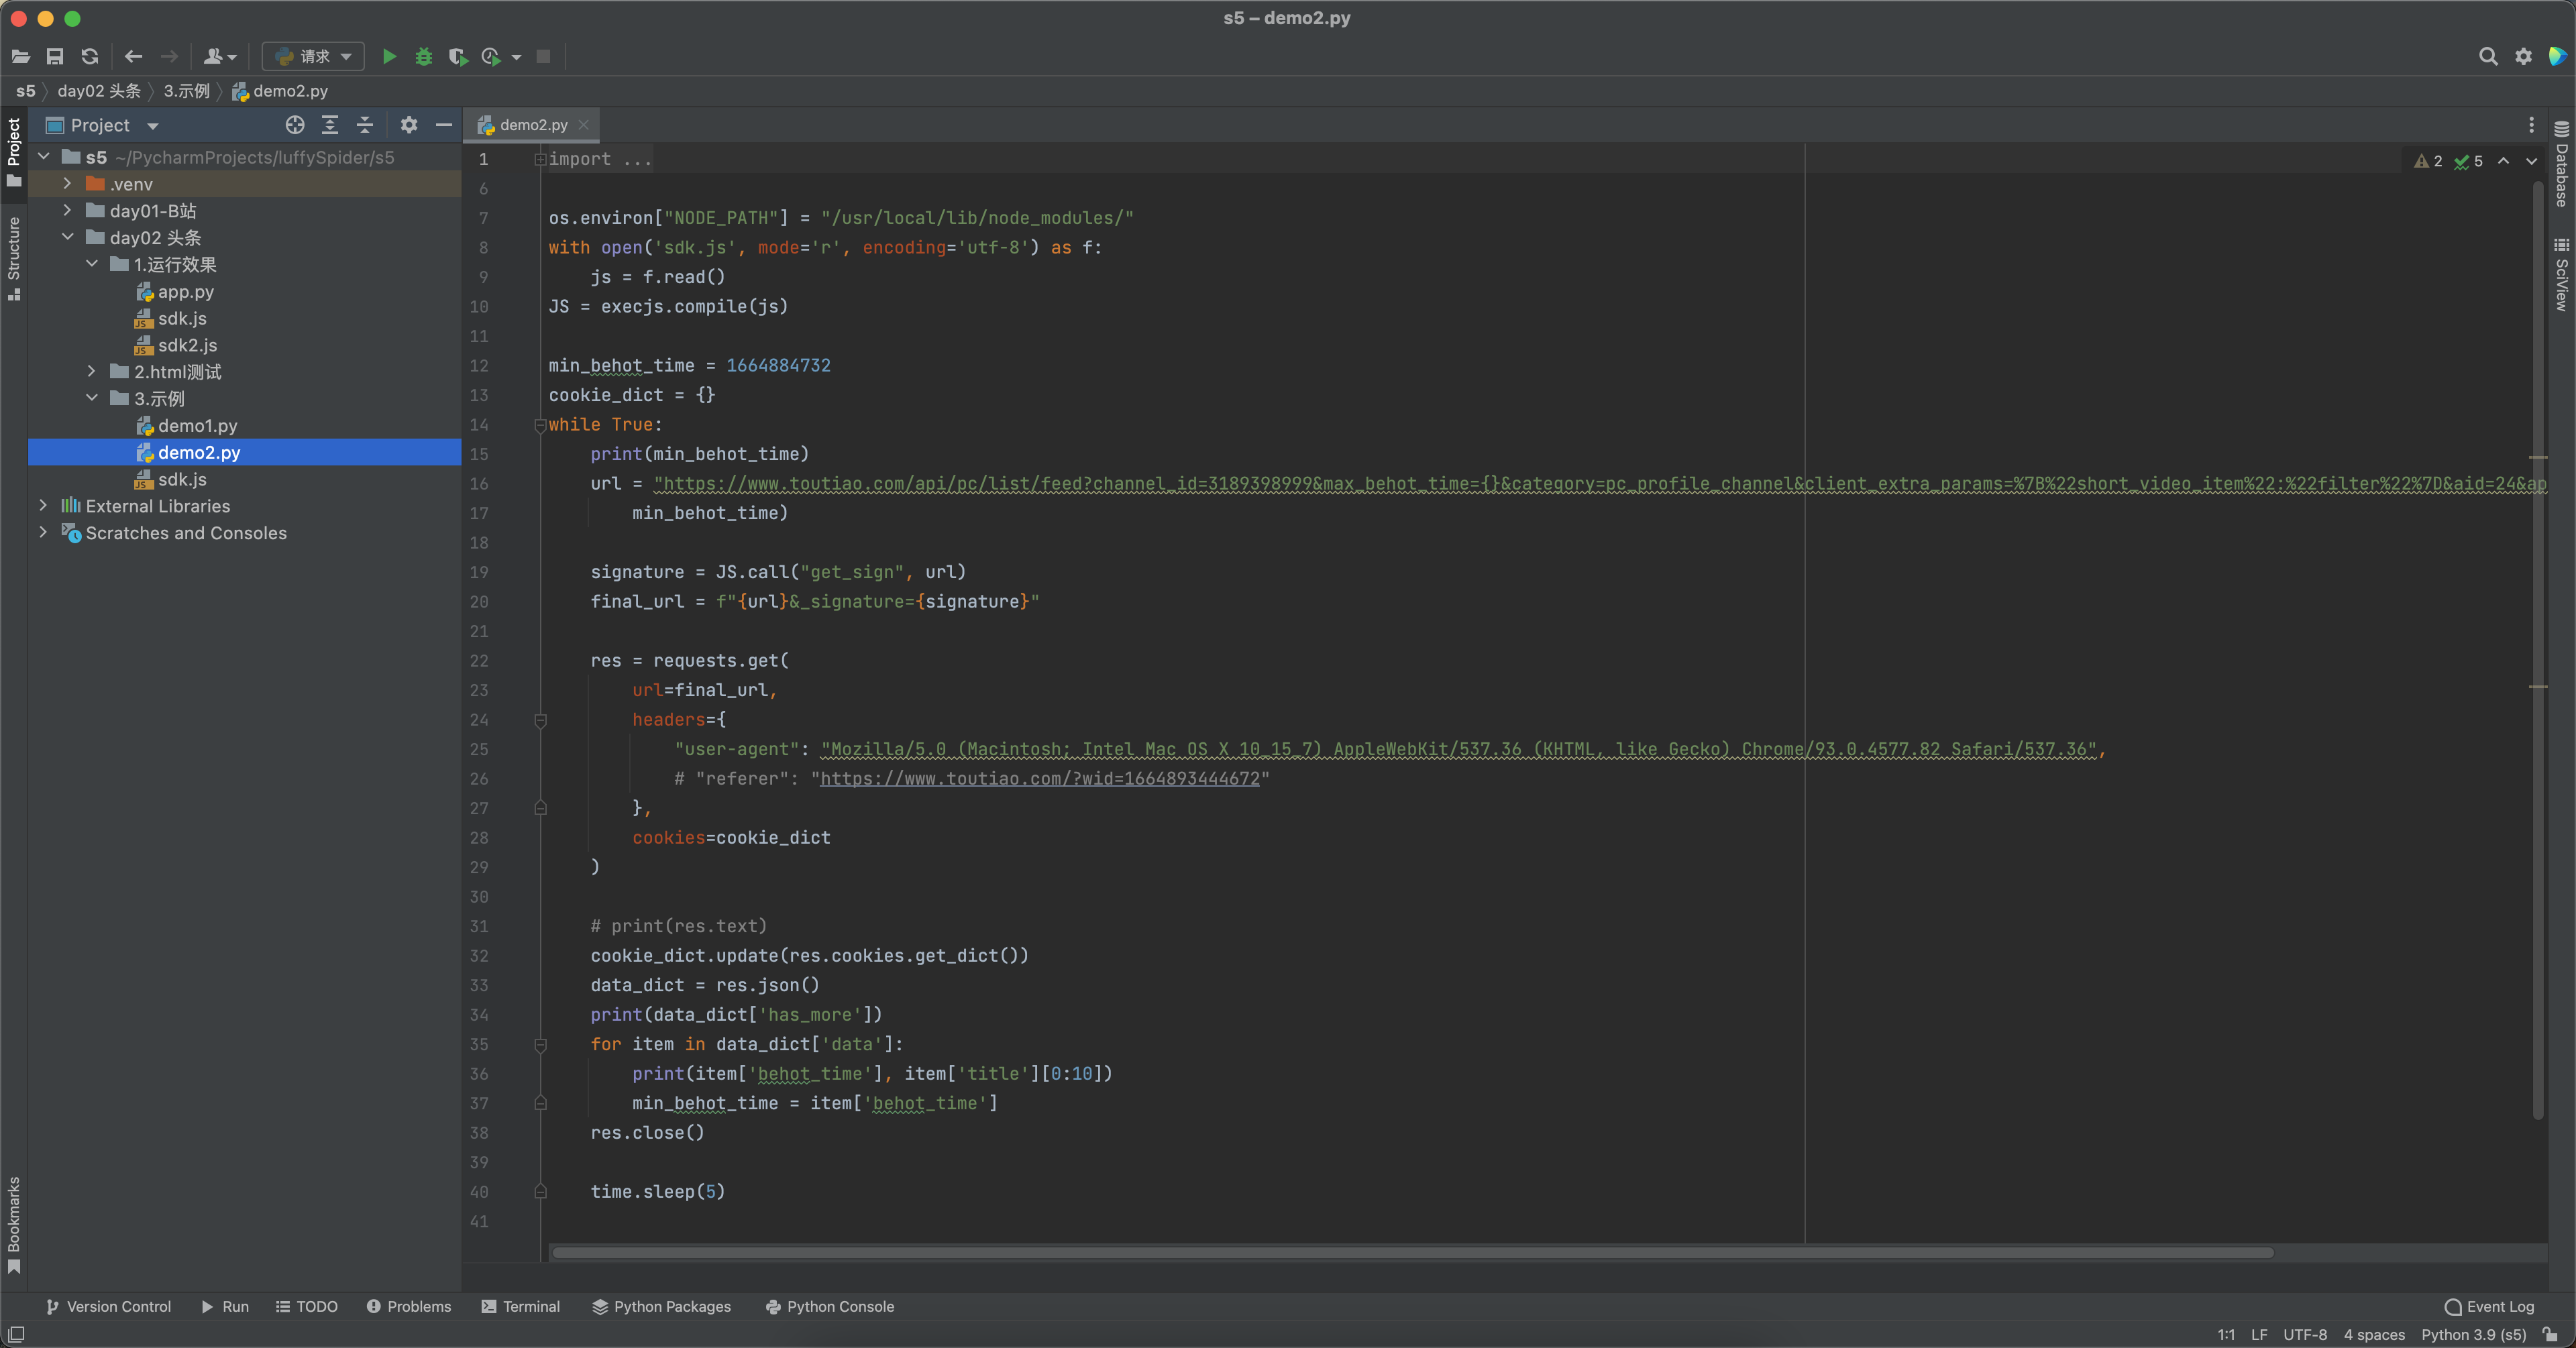 s5 – demo2.py
请求
s5 〉 day02 头条 〉 3.示例 〉 demo2.py
Project
Structure
Bookmarks
Project
s5 ~/PycharmProjects/luffySpider/s5
.venv
day01-B站
day02 头条
1.运行效果
app.py
sdk.js
sdk2.js
2.html测试
3.示例
demo1.py
demo2.py
sdk.js
External Libraries
Scratches and Consoles
demo2.py
2 5
1 import ...
6
7 os.environ["NODE_PATH"] = "/usr/local/lib/node_modules/"
8 with open('sdk.js', mode='r', encoding='utf-8') as f:
9     js = f.read()
10 JS = execjs.compile(js)
11
12 min_behot_time = 1664884732
13 cookie_dict = {}
14 while True:
15     print(min_behot_time)
16     url = "https://www.toutiao.com/api/pc/list/feed?channel_id=3189398999&max_behot_time={}&category=pc_profile_channel&client_extra_params=%7B%22short_video_item%22:%22filter%22%7D&aid=24&ap
17         min_behot_time)
18
19     signature = JS.call("get_sign", url)
20     final_url = f"{url}&_signature={signature}"
21
22     res = requests.get(
23         url=final_url,
24         headers={
25             "user-agent": "Mozilla/5.0 (Macintosh; Intel Mac OS X 10_15_7) AppleWebKit/537.36 (KHTML, like Gecko) Chrome/93.0.4577.82 Safari/537.36",
26             # "referer": "https://www.toutiao.com/?wid=1664893444672"
27         },
28         cookies=cookie_dict
29     )
30
31     # print(res.text)
32     cookie_dict.update(res.cookies.get_dict())
33     data_dict = res.json()
34     print(data_dict['has_more'])
35     for item in data_dict['data']:
36         print(item['behot_time'], item['title'][0:10])
37         min_behot_time = item['behot_time']
38     res.close()
39
40     time.sleep(5)
41
Database
SciView
Version Control Run TODO Problems Terminal Python Packages Python Console Event Log
1:1 LF UTF-8 4 spaces Python 3.9 (s5)